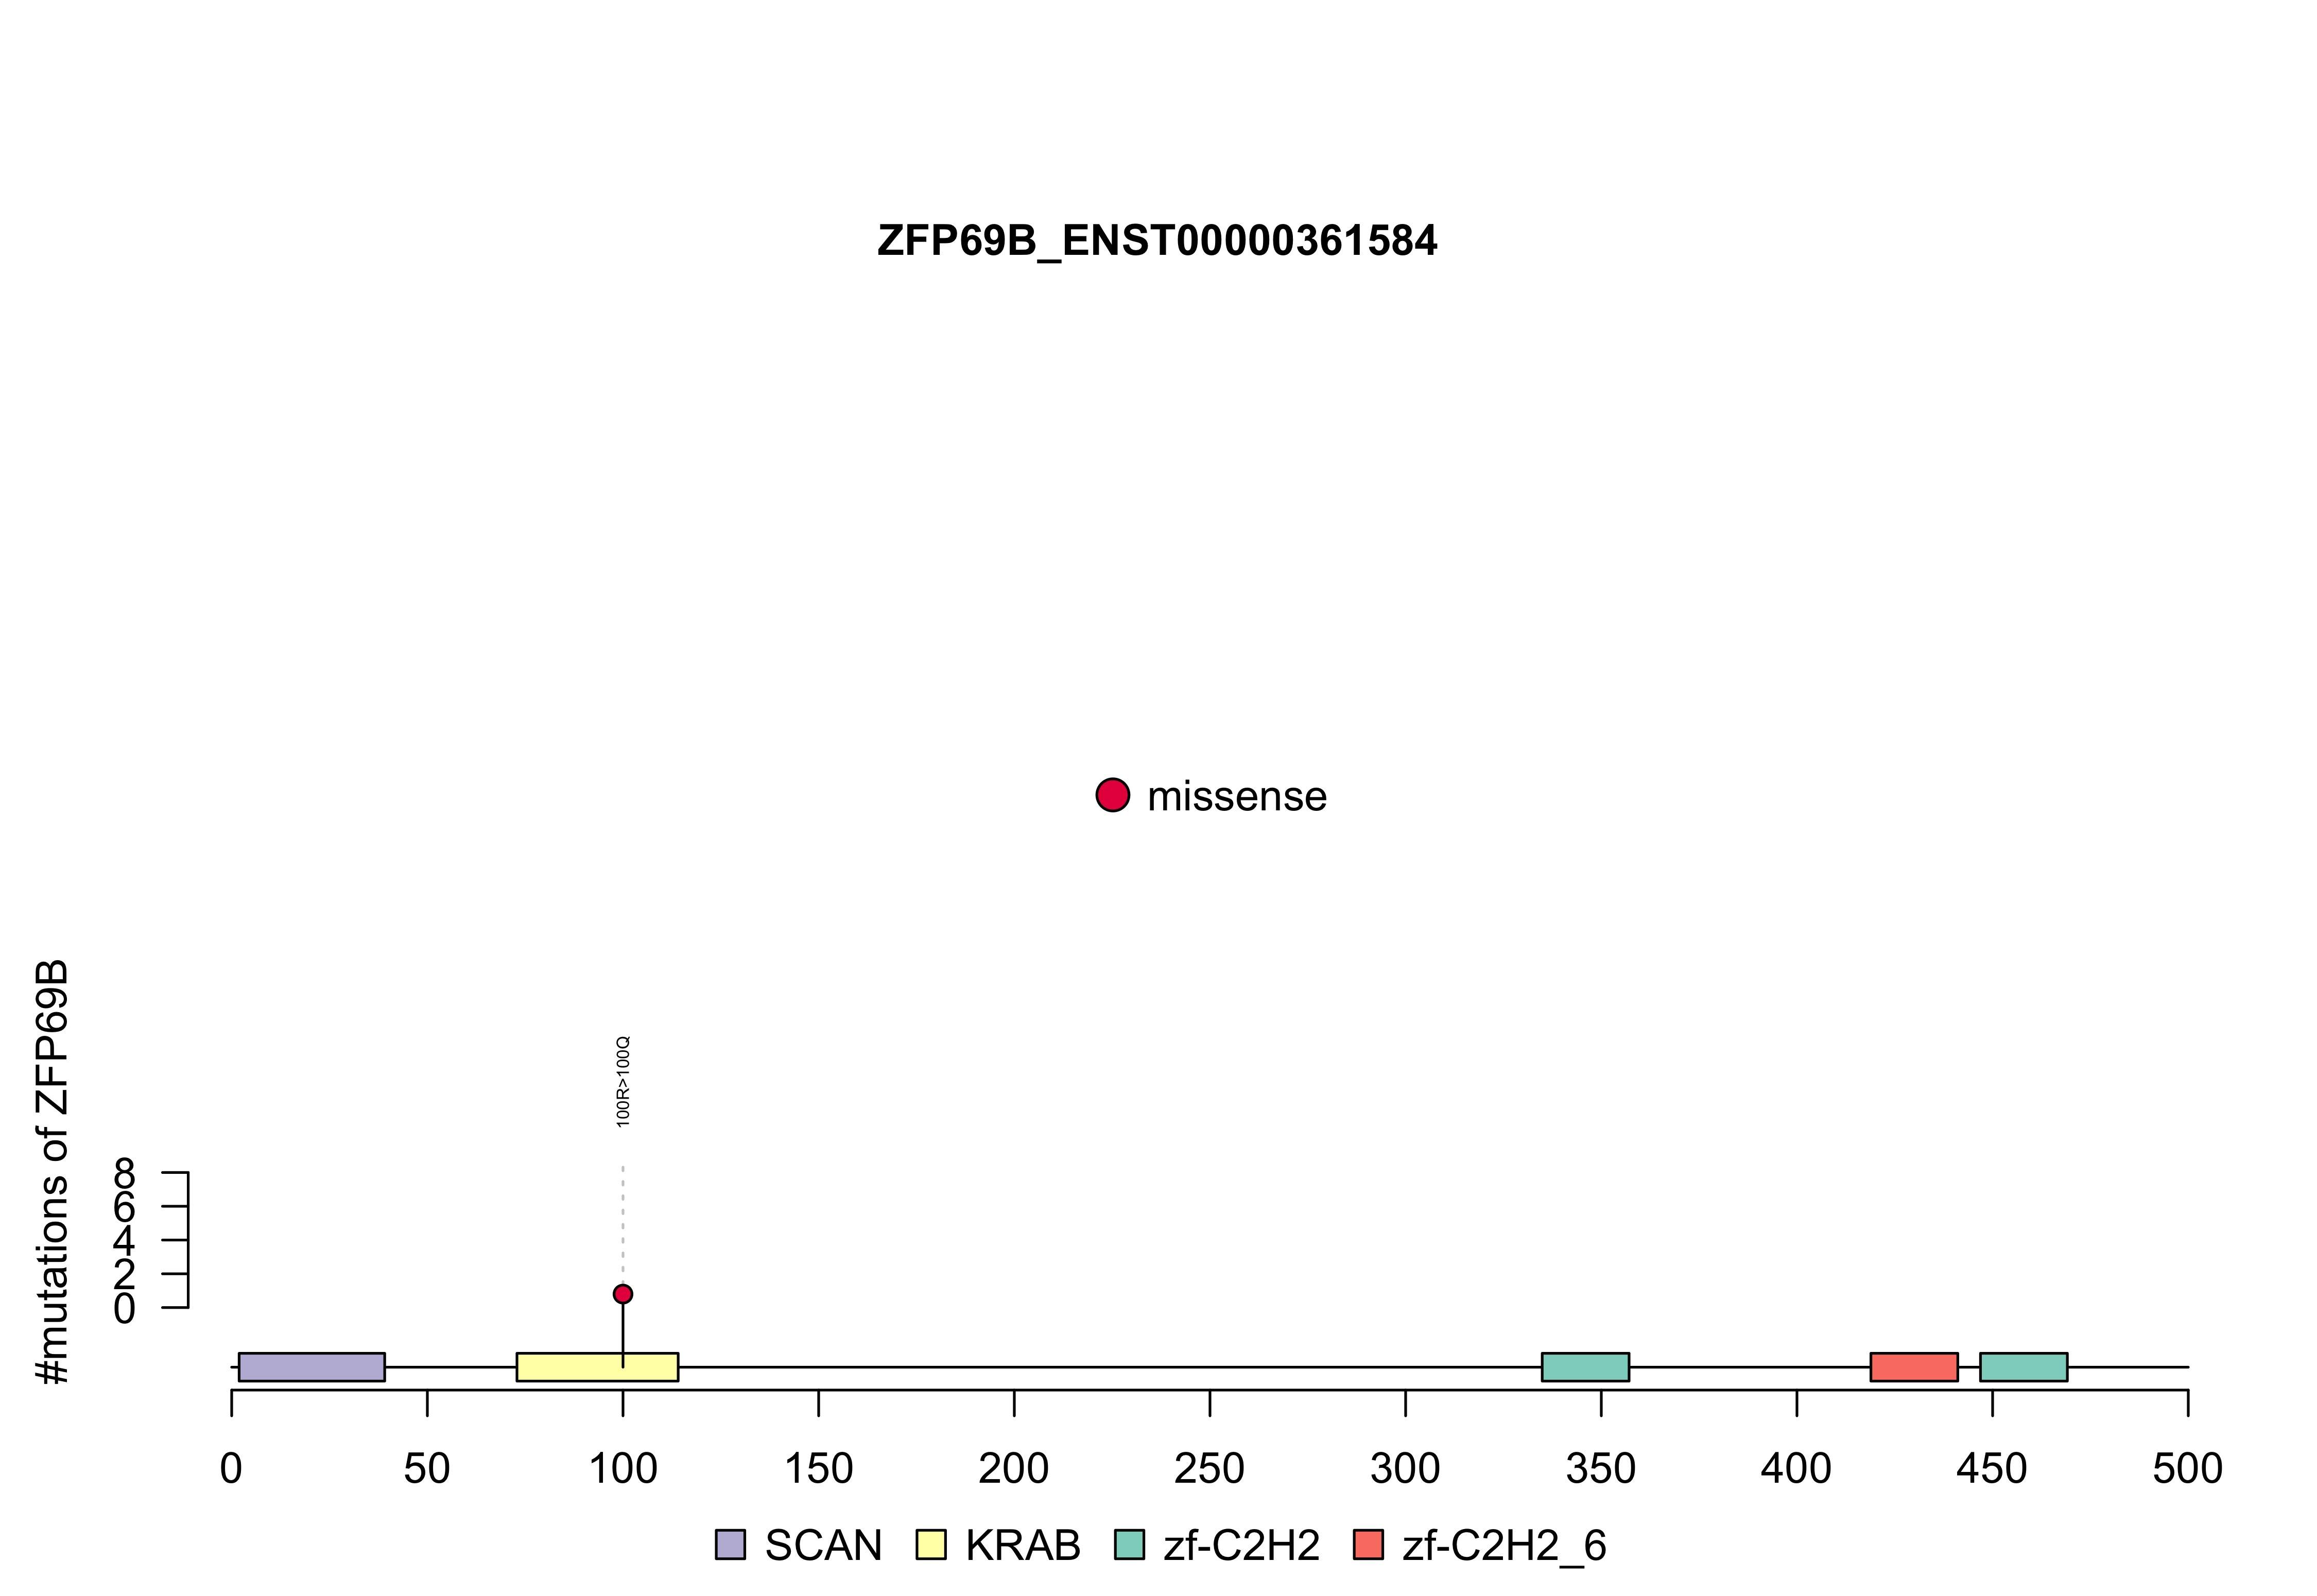 ZFP69B_ENST00000361584
missense
#mutations of ZFP69B
100R>100Q
8
6
4
2
0
0 50 100 150 200 250 300 350 400 450 500
SCAN KRAB zf-C2H2 zf-C2H2_6